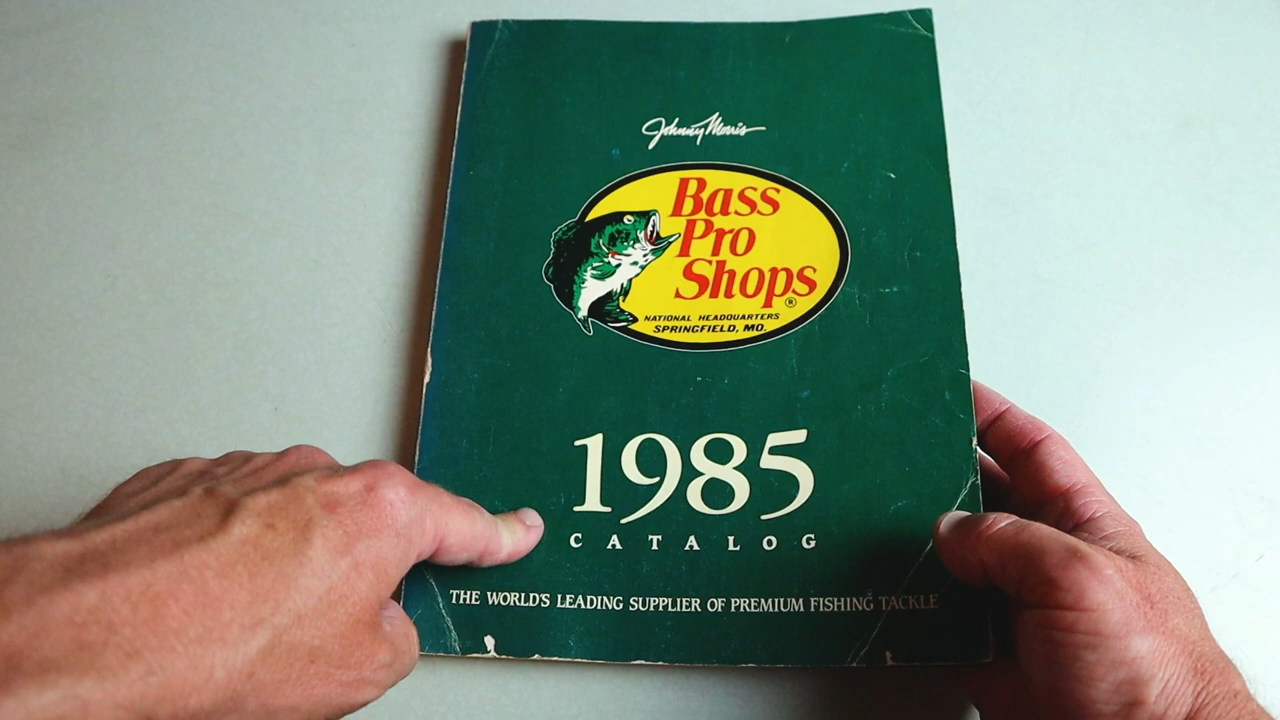 Johnny Morris
Bass
Pro
Shops®
NATIONAL HEADQUARTERS
SPRINGFIELD, MO.
1985
CATALOG
THE WORLD'S LEADING SUPPLIER OF PREMIUM FISHING TACKLE